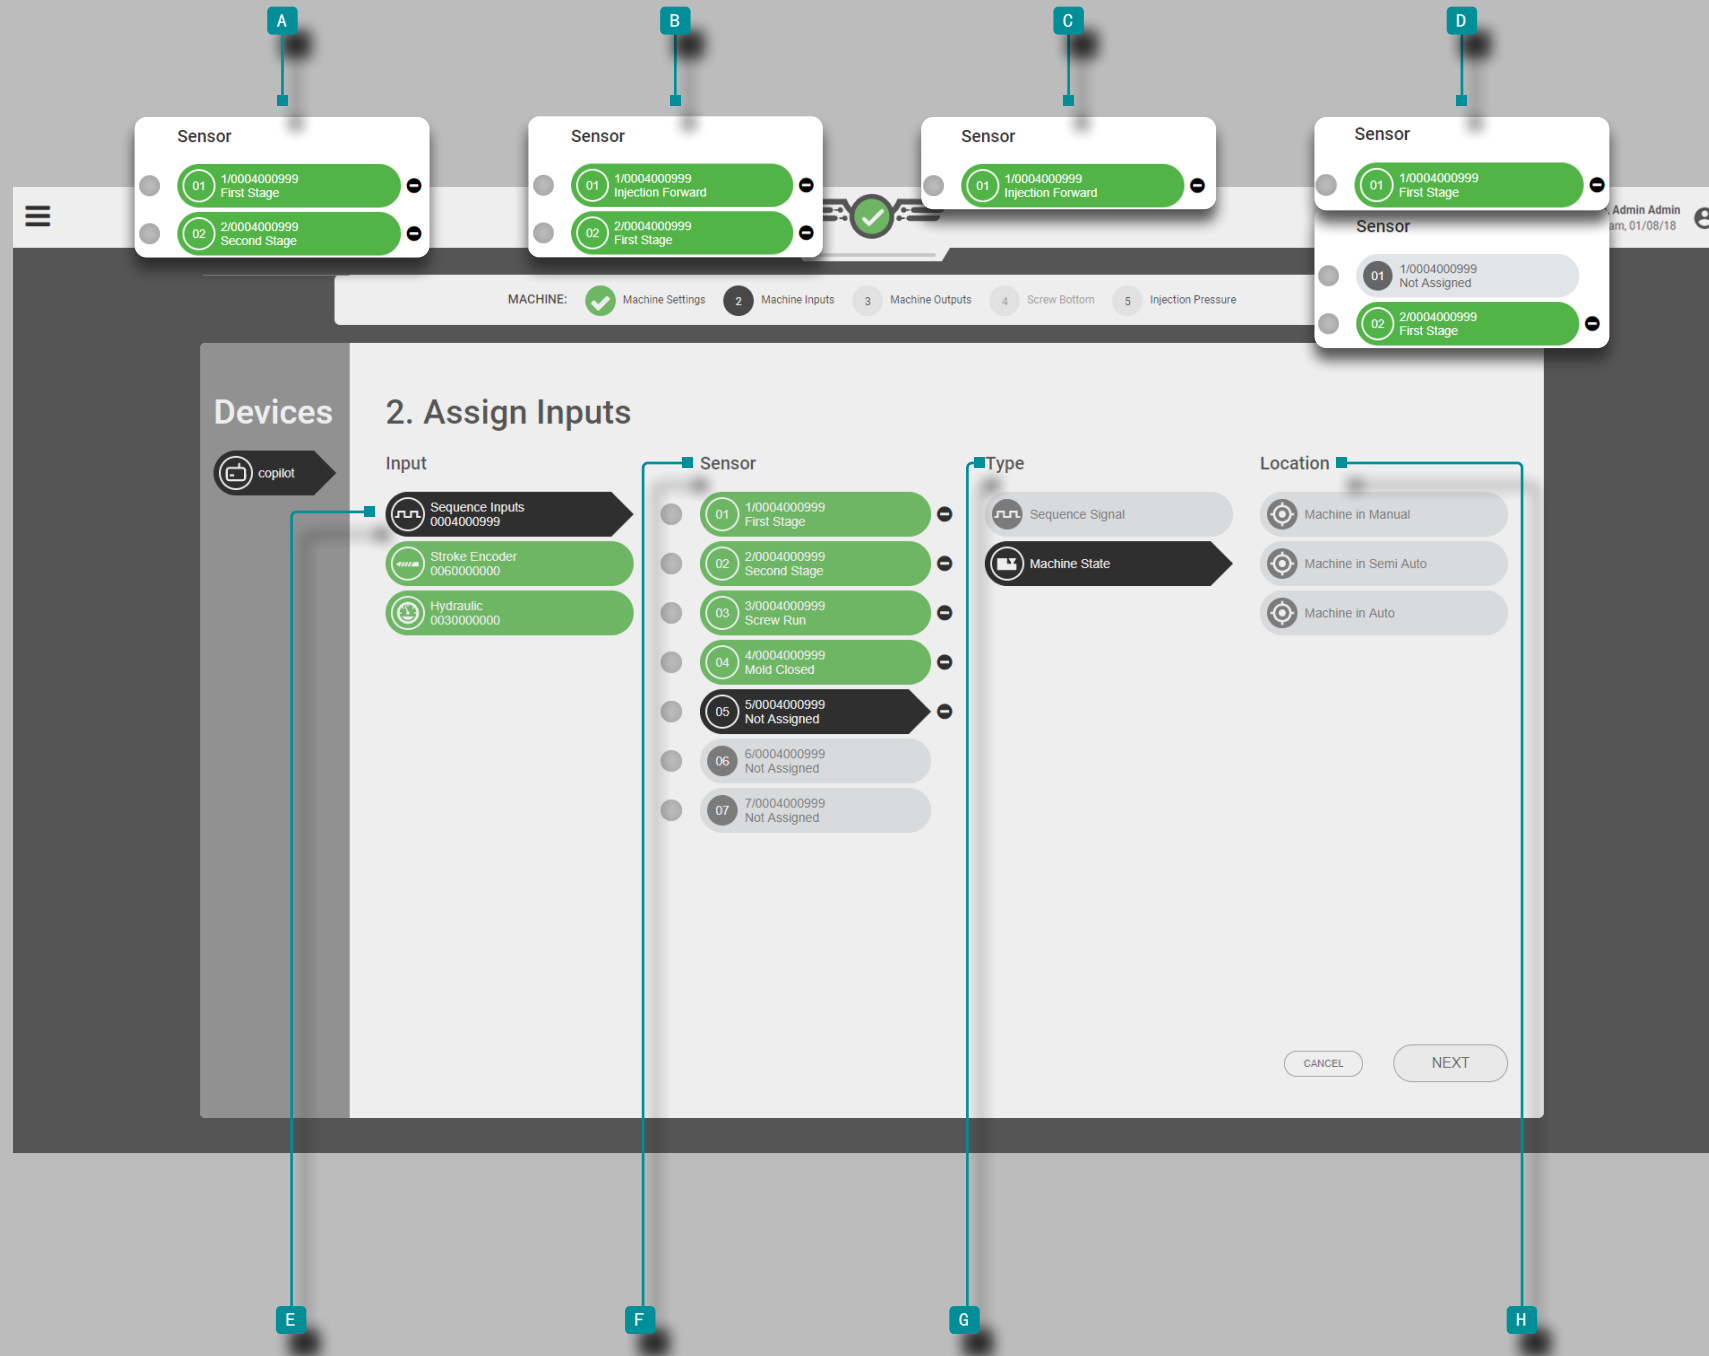 A
B
C
D
Sensor
01
1/0004000999
First Stage
02
2/0004000999
Second Stage
Sensor
01
1/0004000999
Injection Forward
02
2/0004000999
First Stage
Sensor
01
1/0004000999
Injection Forward
Sensor
01
1/0004000999
First Stage
Sensor
01
1/0004000999
Not Assigned
02
2/0004000999
First Stage
Admin Admin
am, 01/08/18
MACHINE:
Machine Settings
2
Machine Inputs
3
Machine Outputs
4
Screw Bottom
5
Injection Pressure
Devices
copilot
2. Assign Inputs
Input
Sequence Inputs
0004000999
Stroke Encoder
0060000000
Hydraulic
0030000000
Sensor
01
1/0004000999
First Stage
02
2/0004000999
Second Stage
03
3/0004000999
Screw Run
04
4/0004000999
Mold Closed
05
5/0004000999
Not Assigned
06
6/0004000999
Not Assigned
07
7/0004000999
Not Assigned
Type
Sequence Signal
Machine State
Location
Machine in Manual
Machine in Semi Auto
Machine in Auto
CANCEL
NEXT
E
F
G
H